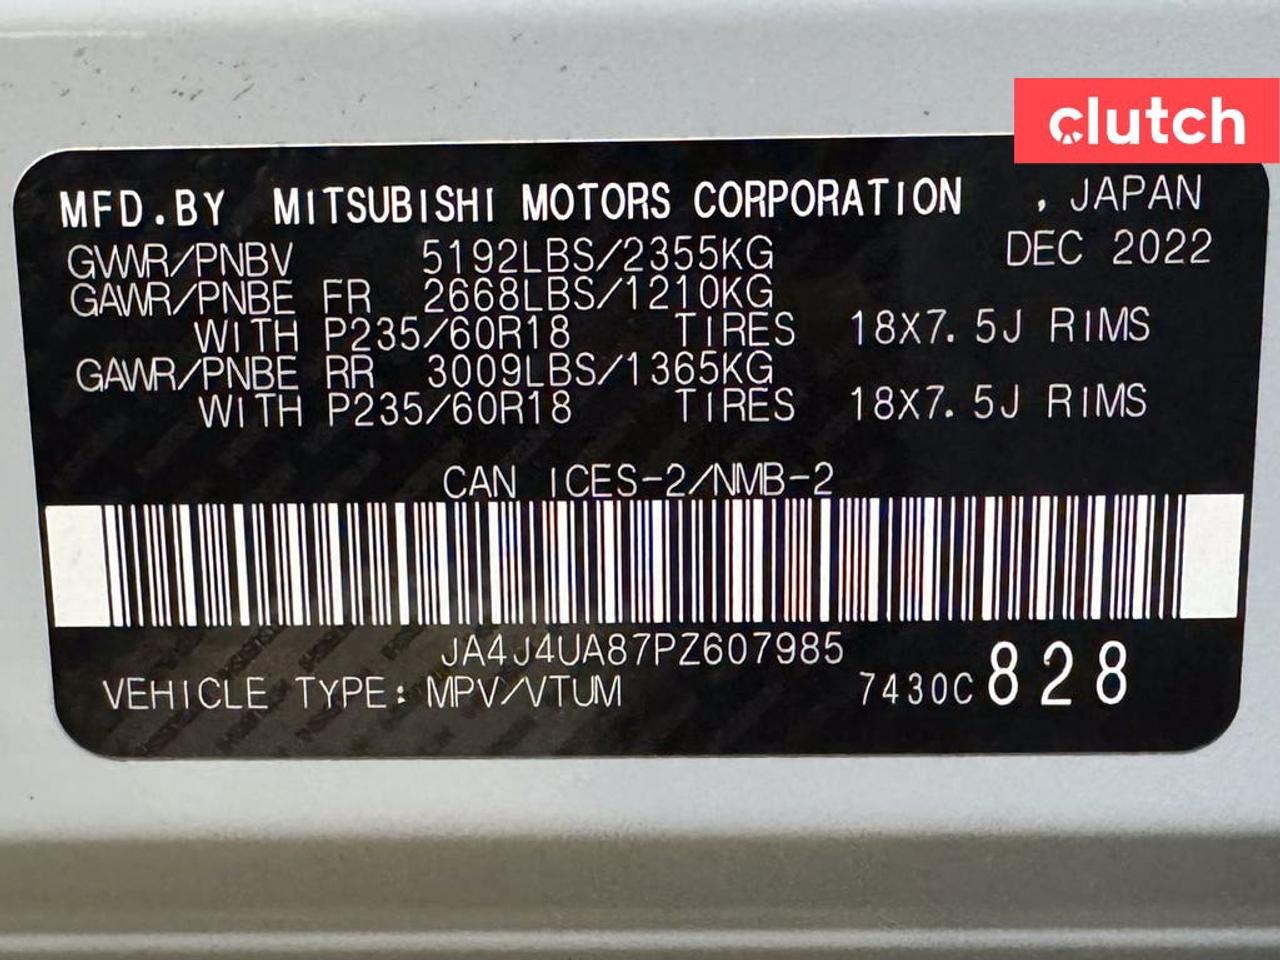 clutch
MFD.BY MITSUBISHI MOTORS CORPORATION , JAPAN
GVWR/PNBV 5192LBS/2355KG DEC 2022
GAWR/PNBE FR 2668LBS/1210KG
WITH P235/60R18 TIRES 18X7.5J RIMS
GAWR/PNBE RR 3009LBS/1365KG
WITH P235/60R18 TIRES 18X7.5J RIMS
CAN ICES-2/NMB-2
JA4J4UA87PZ607985
VEHICLE TYPE: MPV/VTUM 7430C 828